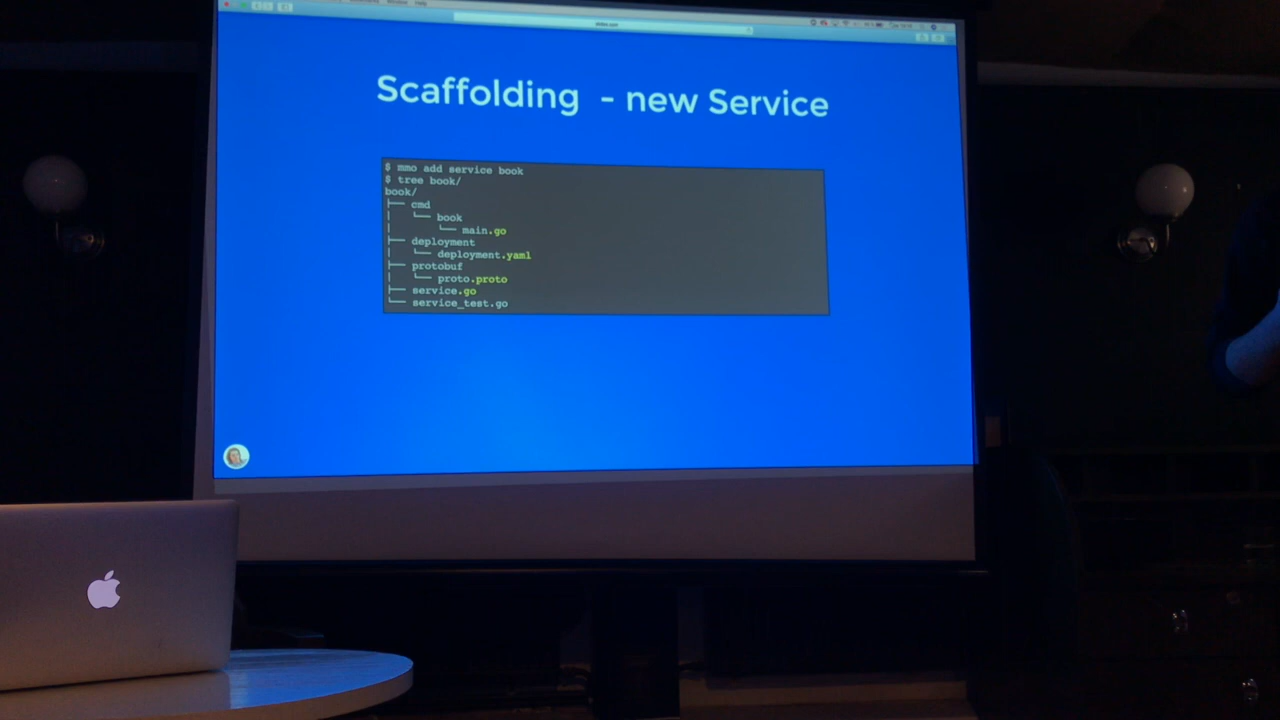 Scaffolding - new Service
$ mmo add service book
$ tree book/
book/
├── cmd
│   └── book
│       └── main.go
├── deployment
│   └── deployment.yaml
├── protobuf
│   └── proto.proto
├── service.go
└── service_test.go